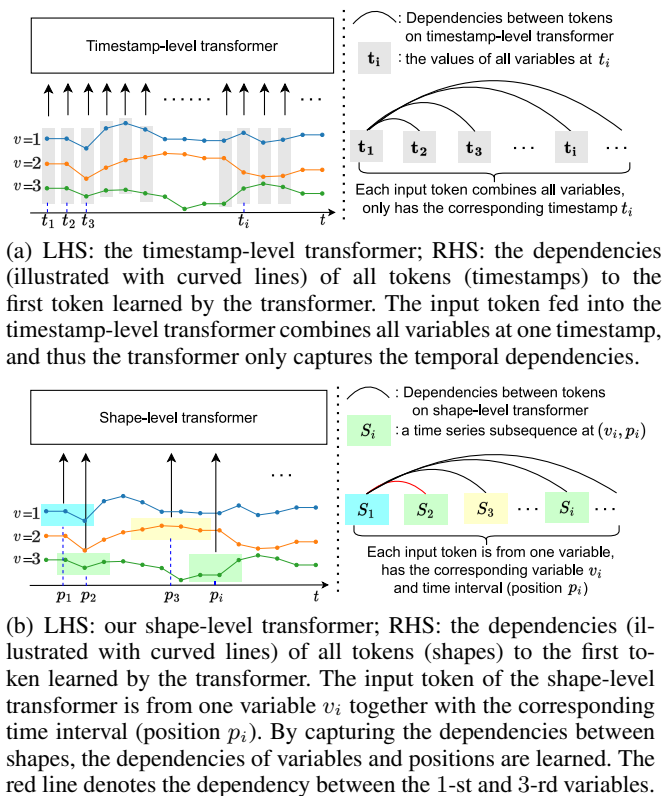 Timestamp-level transformer
: Dependencies between tokens
on timestamp-level transformer
t_i : the values of all variables at t_i
...... ...
v=1
v=2
v=3
t_1 t_2 t_3 t_i t
t_1 t_2 t_3 ... t_i ...
Each input token combines all variables,
only has the corresponding timestamp t_i
(a) LHS: the timestamp-level transformer; RHS: the dependencies
(illustrated with curved lines) of all tokens (timestamps) to the
first token learned by the transformer. The input token fed into the
timestamp-level transformer combines all variables at one timestamp,
and thus the transformer only captures the temporal dependencies.
Shape-level transformer
: Dependencies between tokens
on shape-level transformer
S_i : a time series subsequence at (v_i, p_i)
...
v=1
v=2
v=3
p_1 p_2 p_3 p_i t
S_1 S_2 S_3 ... S_i ...
Each input token is from one variable,
has the corresponding variable v_i
and time interval (position p_i)
(b) LHS: our shape-level transformer; RHS: the dependencies (il-
lustrated with curved lines) of all tokens (shapes) to the first to-
ken learned by the transformer. The input token of the shape-level
transformer is from one variable v_i together with the corresponding
time interval (position p_i). By capturing the dependencies between
shapes, the dependencies of variables and positions are learned. The
red line denotes the dependency between the 1-st and 3-rd variables.